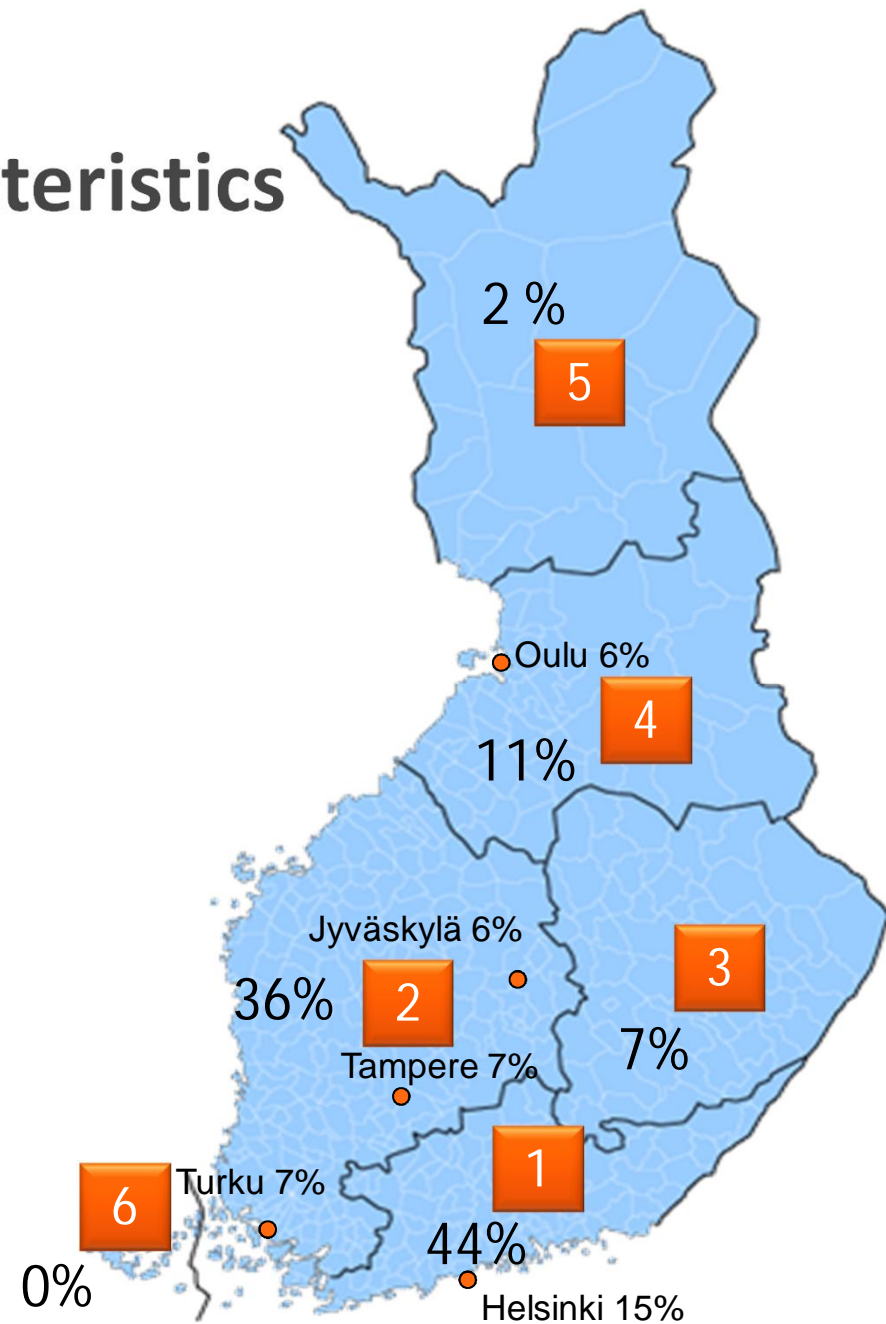 teristics
2 %
5
Oulu 6%
4
11%
Jyväskylä 6%
3
36%
2
7%
Tampere 7%
1
6
Turku 7%
44%
0%
Helsinki 15%